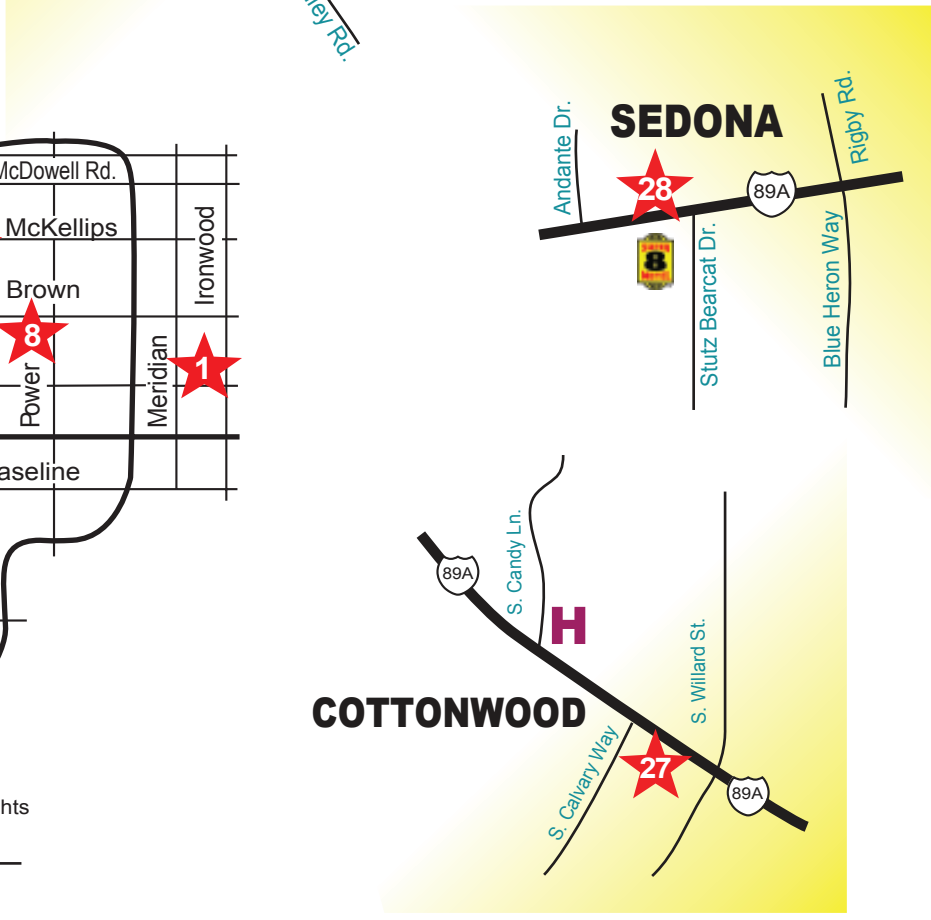 ley Rd.
SEDONA
Andante Dr.
28
89A
Rigby Rd.
8
Stutz Bearcat Dr.
Blue Heron Way
McDowell Rd.
McKellips
Ironwood
Brown
8
1
Power
Meridian
aseline
89A
S. Candy Ln.
H
S. Willard St.
COTTONWOOD
S. Calvary Way
27
89A
hts